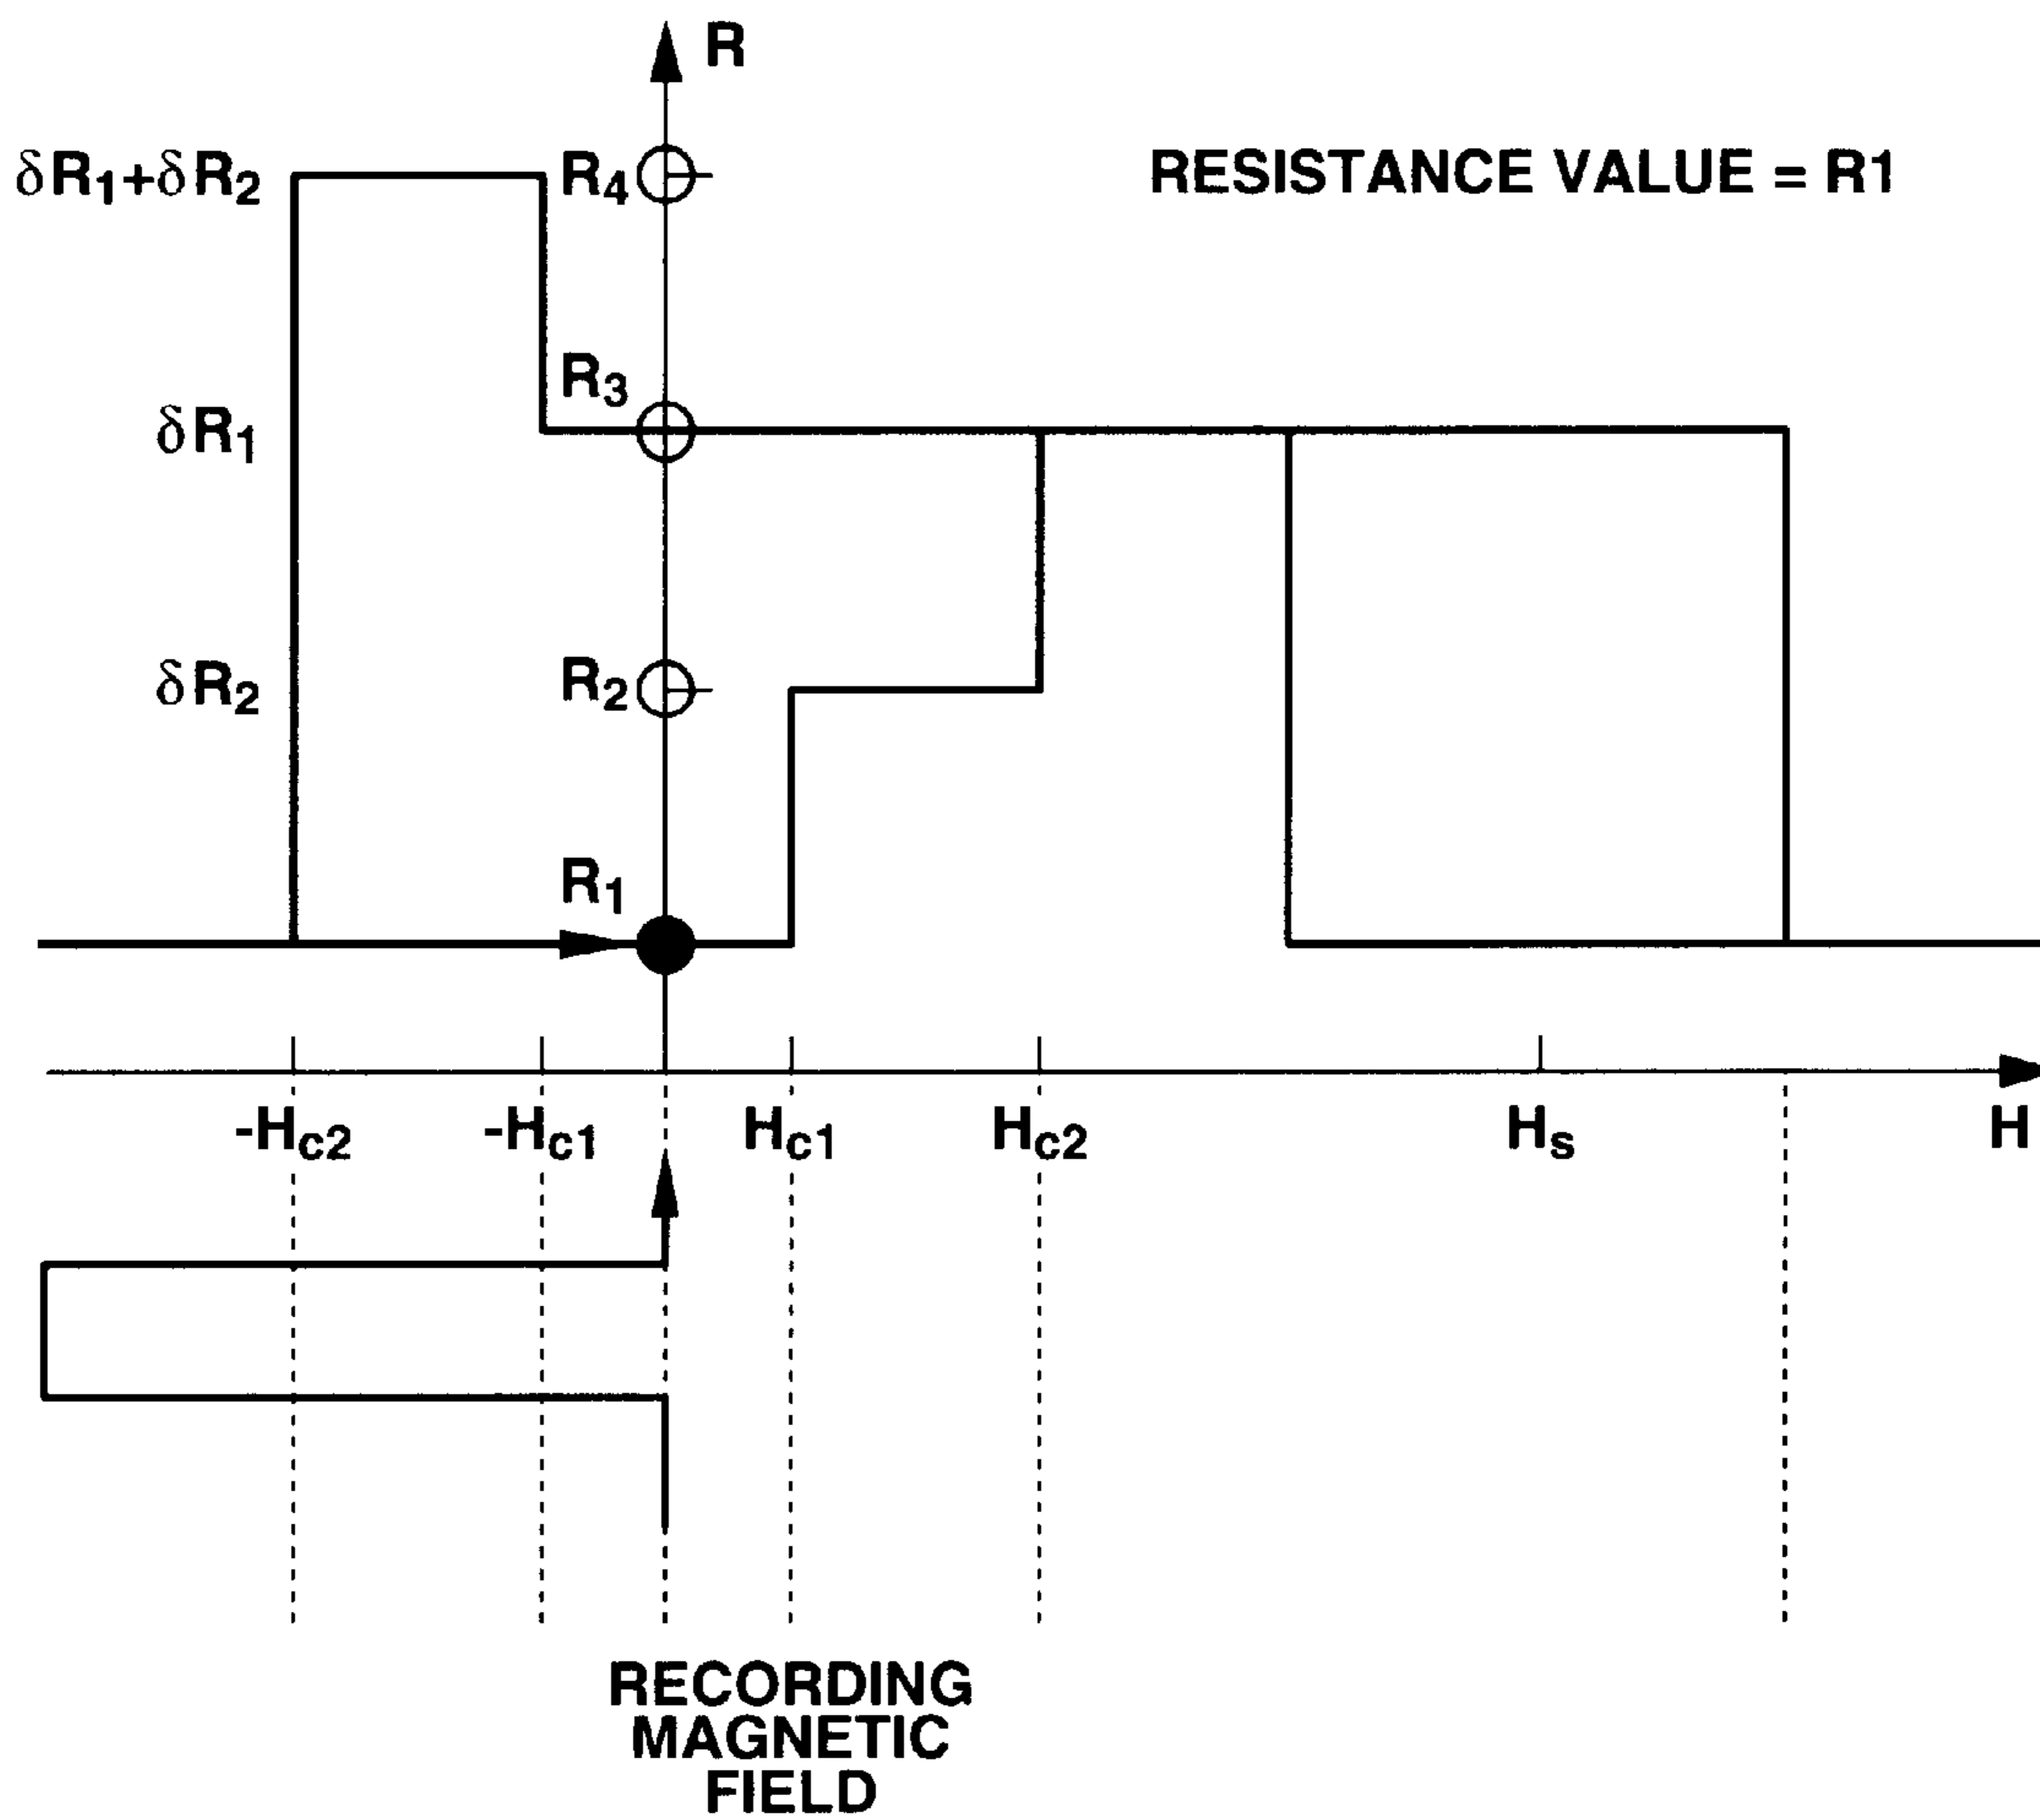 R
δR₁+δR₂
R₄
RESISTANCE VALUE = R1
R₃
δR₁
δR₂
R₂
R₁
-Hc2
-Hc1
Hc1
Hc2
Hs
H
RECORDING
MAGNETIC
FIELD